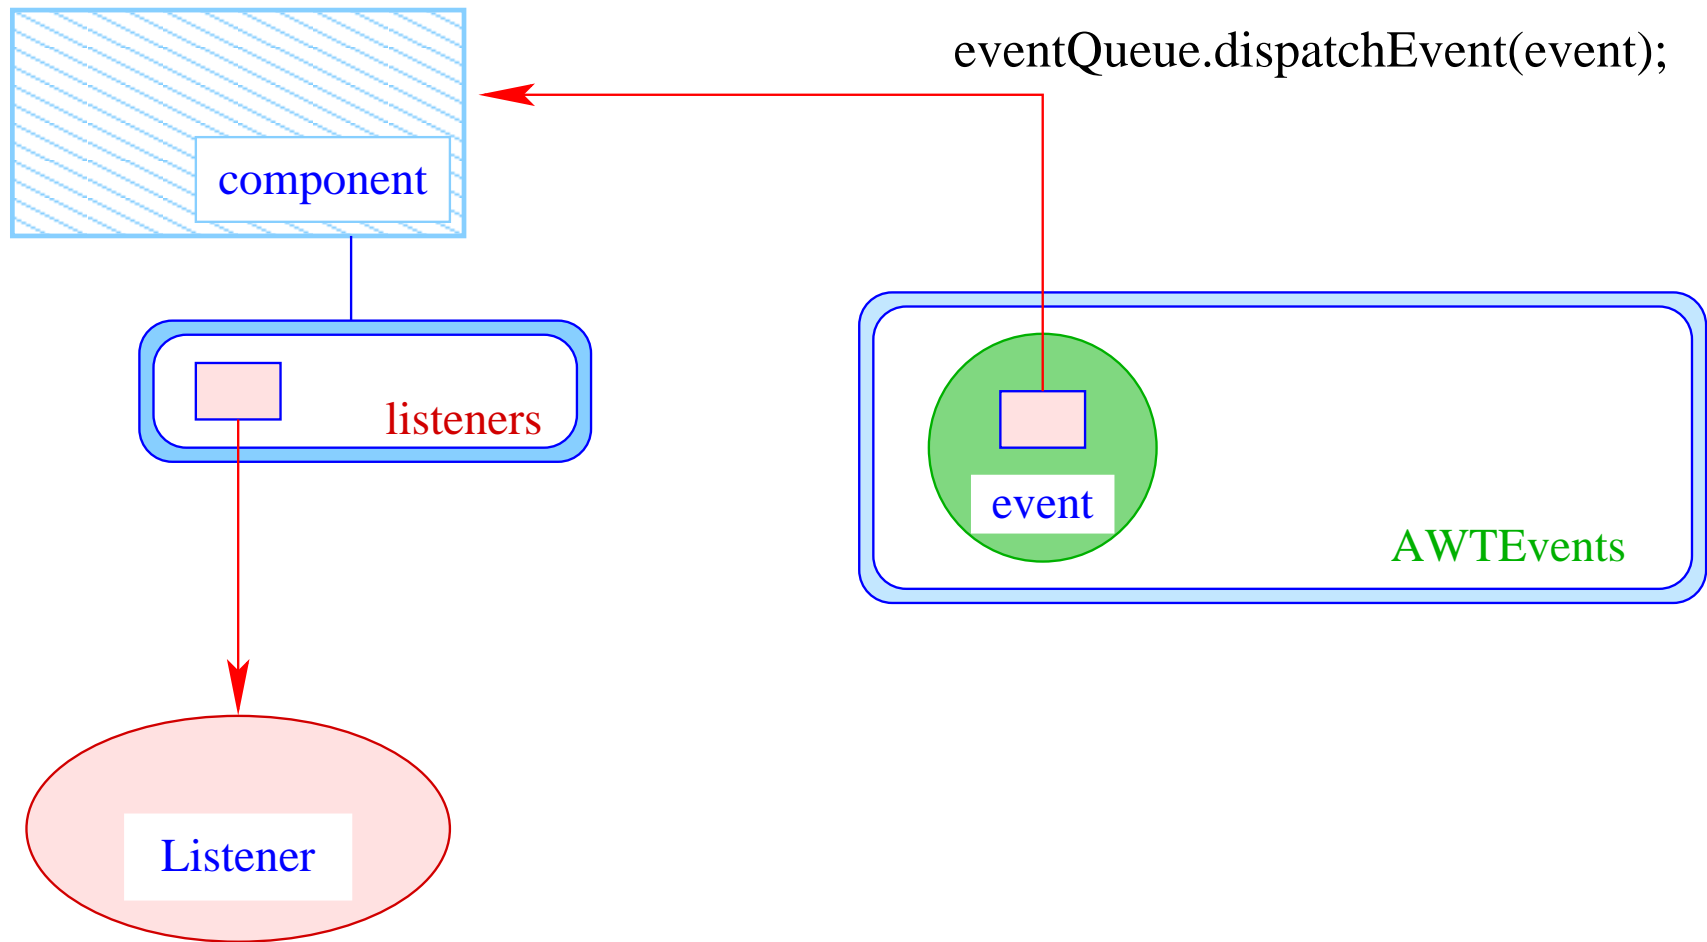 eventQueue.dispatchEvent(event);
component
listeners
event
AWTEvents
Listener